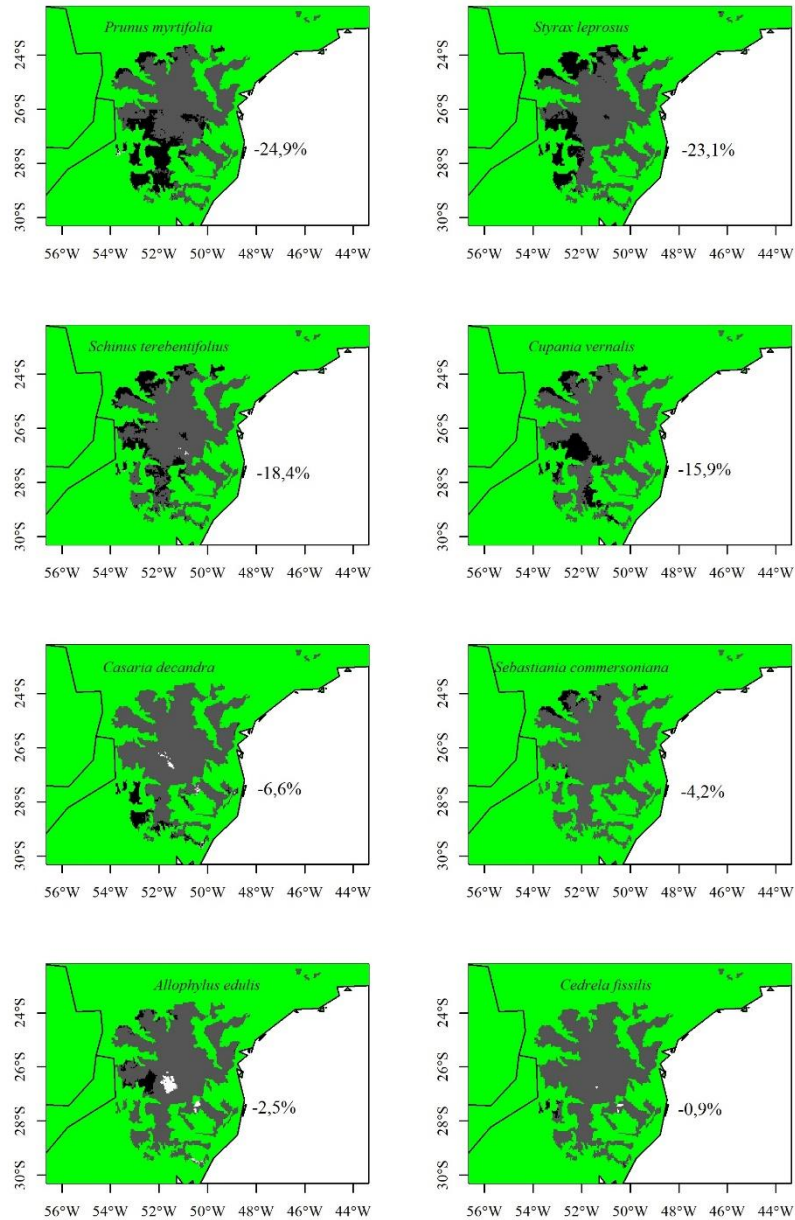 Prunus myrtifolia
24°S
26°S
28°S
30°S
-24,9%
56°W 54°W 52°W 50°W 48°W 46°W 44°W
Styrax leprosus
24°S
26°S
28°S
30°S
-23,1%
56°W 54°W 52°W 50°W 48°W 46°W 44°W
Schinus terebentifolius
24°S
26°S
28°S
30°S
-18,4%
56°W 54°W 52°W 50°W 48°W 46°W 44°W
Cupania vernalis
24°S
26°S
28°S
30°S
-15,9%
56°W 54°W 52°W 50°W 48°W 46°W 44°W
Casaria decandra
24°S
26°S
28°S
30°S
-6,6%
56°W 54°W 52°W 50°W 48°W 46°W 44°W
Sebastiania commersoniana
24°S
26°S
28°S
30°S
-4,2%
56°W 54°W 52°W 50°W 48°W 46°W 44°W
Allophylus edulis
24°S
26°S
28°S
30°S
-2,5%
56°W 54°W 52°W 50°W 48°W 46°W 44°W
Cedrela fissilis
24°S
26°S
28°S
30°S
-0,9%
56°W 54°W 52°W 50°W 48°W 46°W 44°W